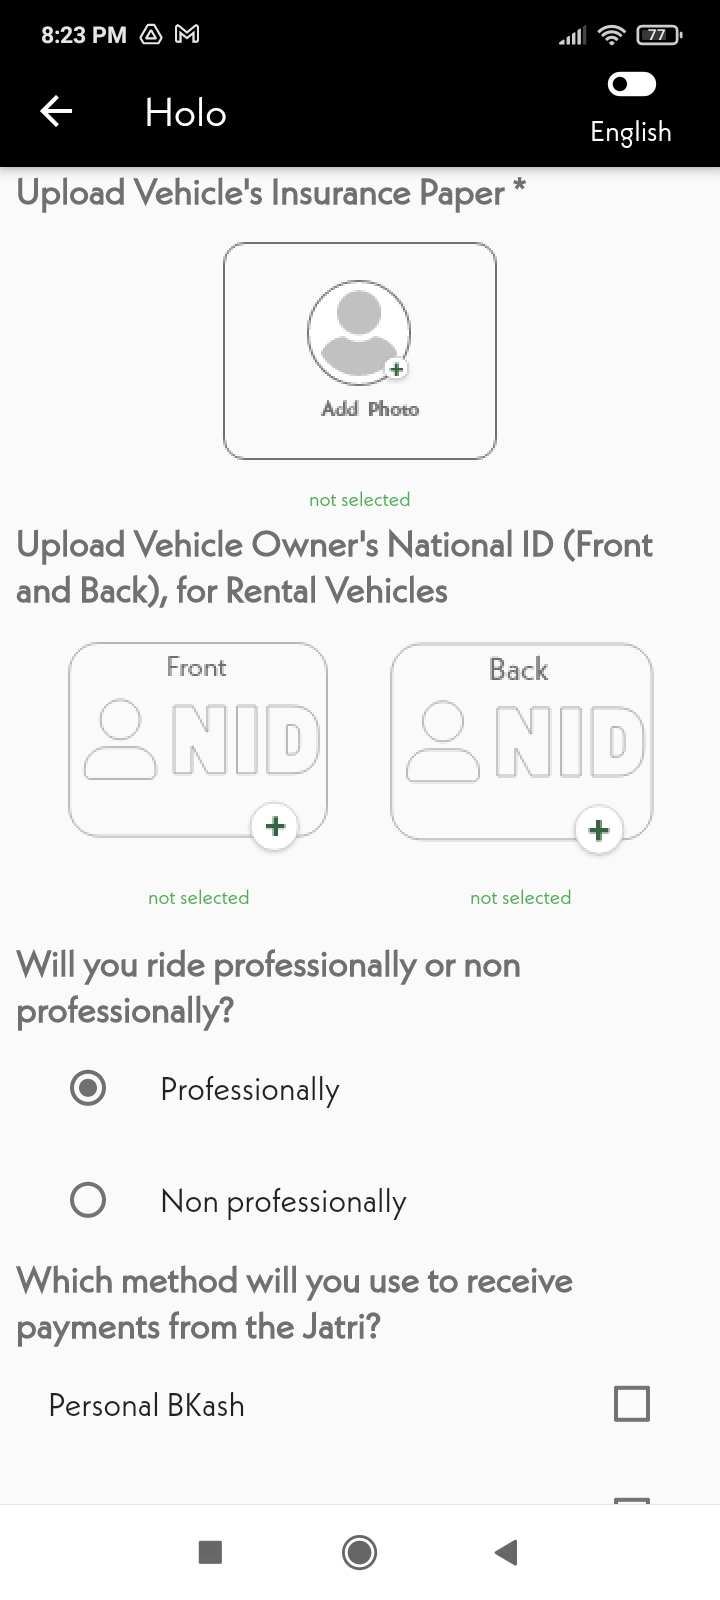 8:23 PM
77
Holo
English
Upload Vehicle's Insurance Paper *
Add Photo
not selected
Upload Vehicle Owner's National ID (Front
and Back), for Rental Vehicles
Front
NID
Back
NID
not selected
not selected
Will you ride professionally or non
professionally?
Professionally
Non professionally
Which method will you use to receive
payments from the Jatri?
Personal BKash